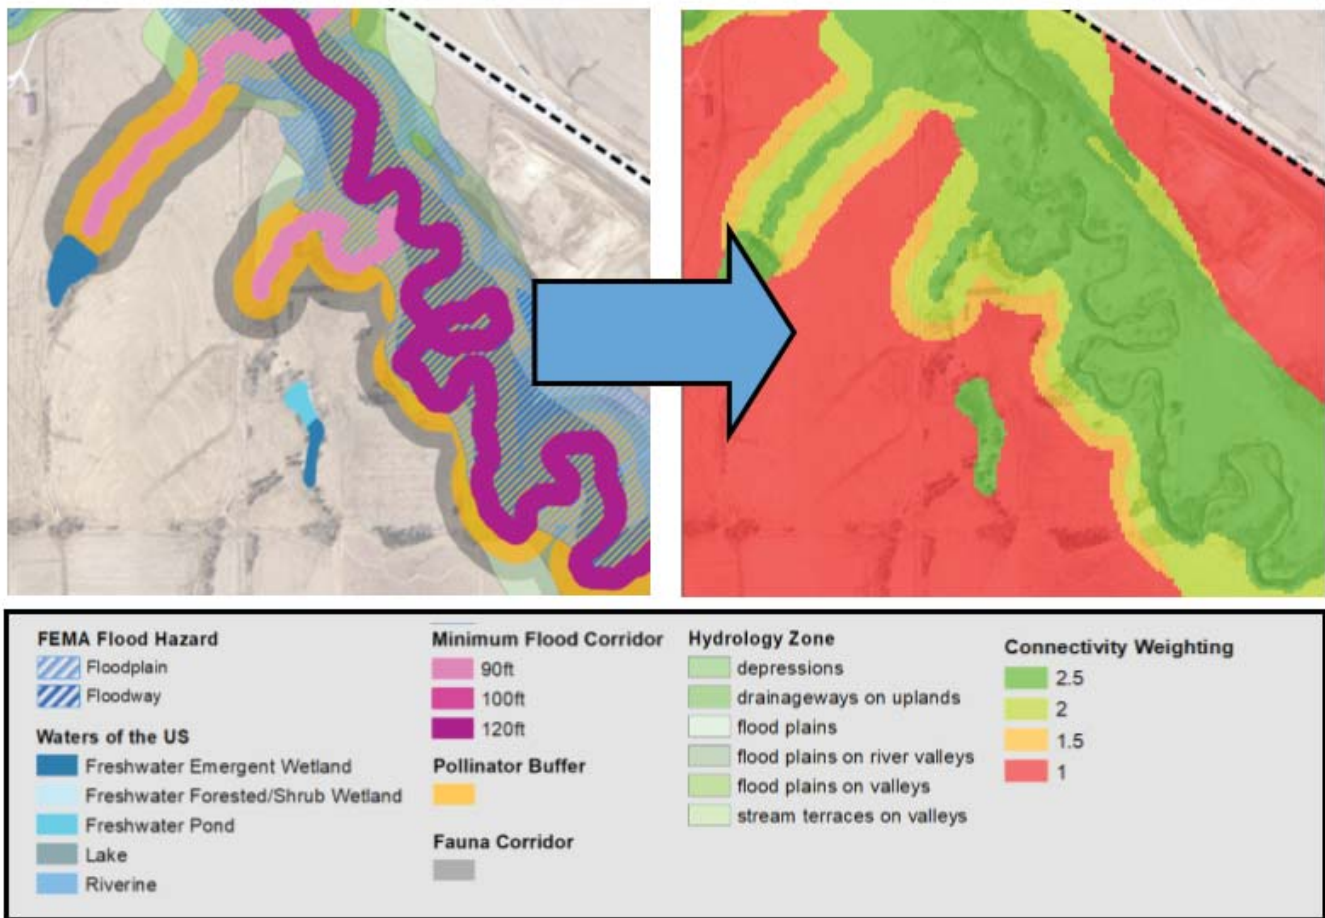 FEMA Flood Hazard
Floodplain
Floodway
Waters of the US
Freshwater Emergent Wetland
Freshwater Forested/Shrub Wetland
Freshwater Pond
Lake
Riverine
Minimum Flood Corridor
90ft
100ft
120ft
Pollinator Buffer
Fauna Corridor
Hydrology Zone
depressions
drainageways on uplands
flood plains
flood plains on river valleys
flood plains on valleys
stream terraces on valleys
Connectivity Weighting
2.5
2
1.5
1